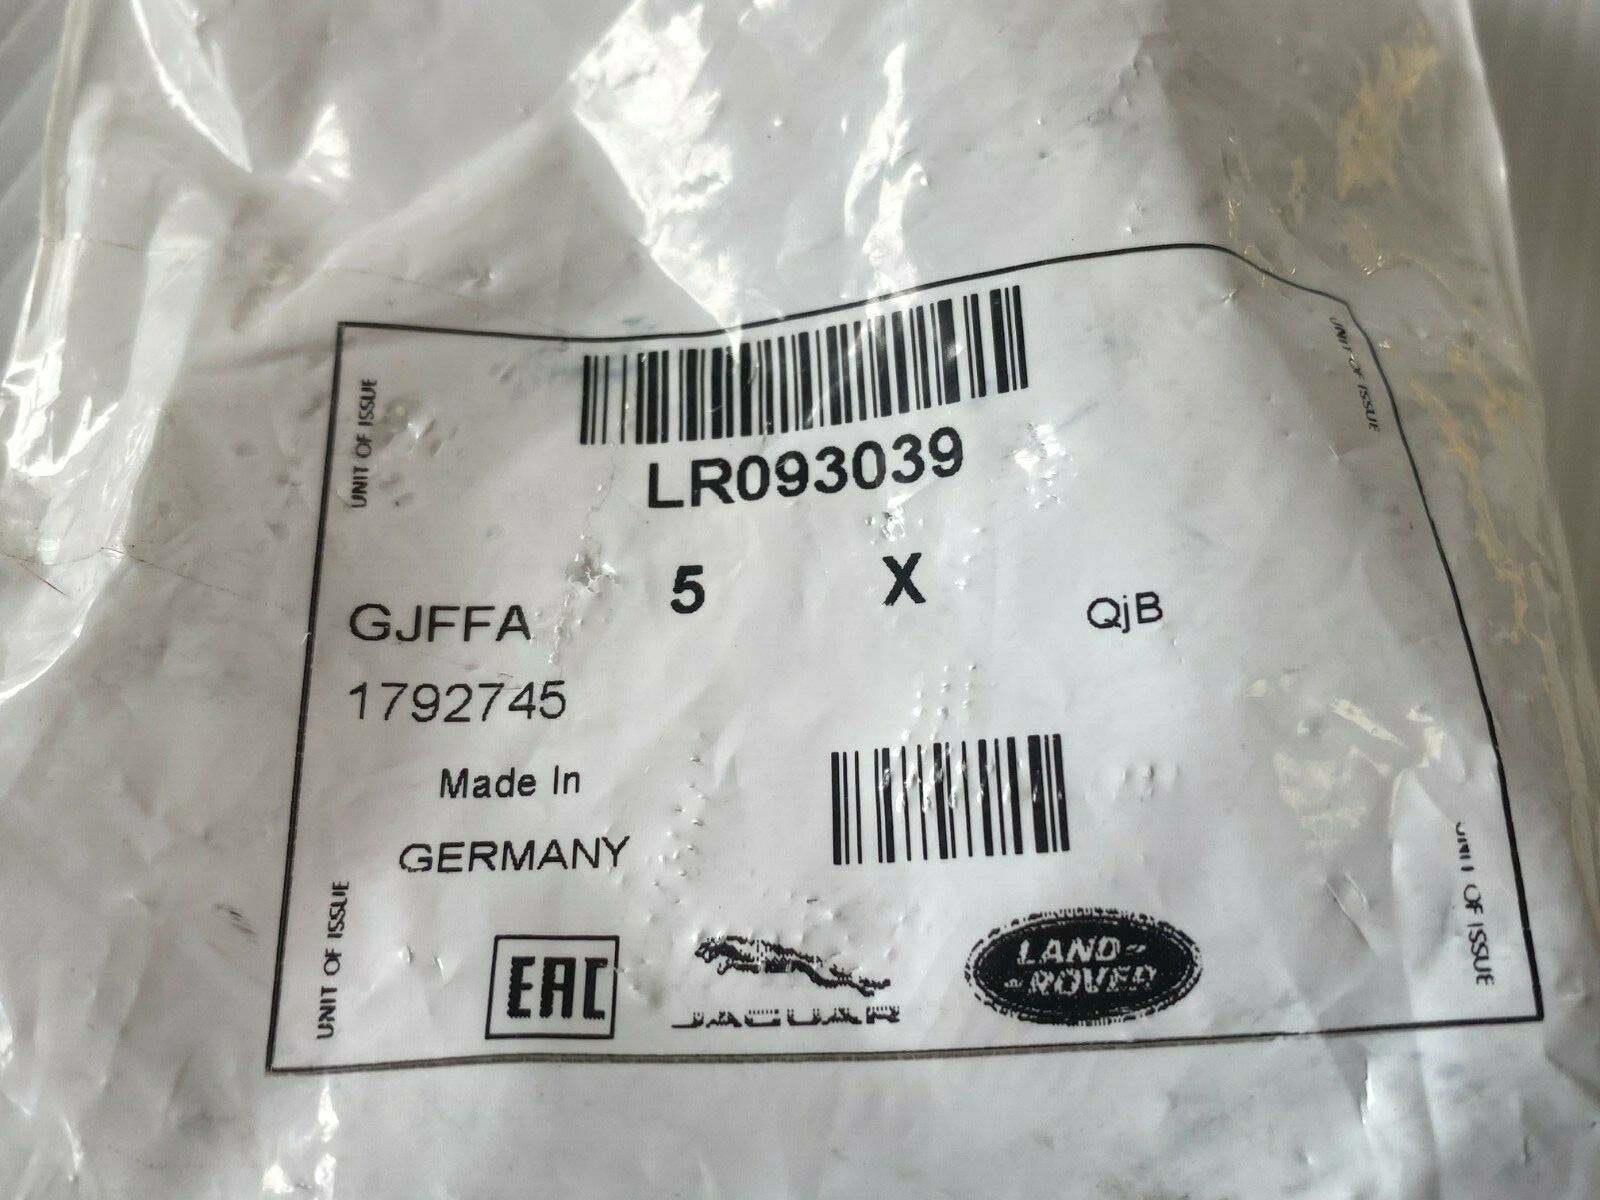 UNIT OF ISSUE
UNIT OF ISSUE
LR093039
5 X
GJFFA
QjB
1792745
Made In
GERMANY
UNIT OF ISSUE
UNIT OF ISSUE
EAC
JAGUAR
LAND-
-ROVER